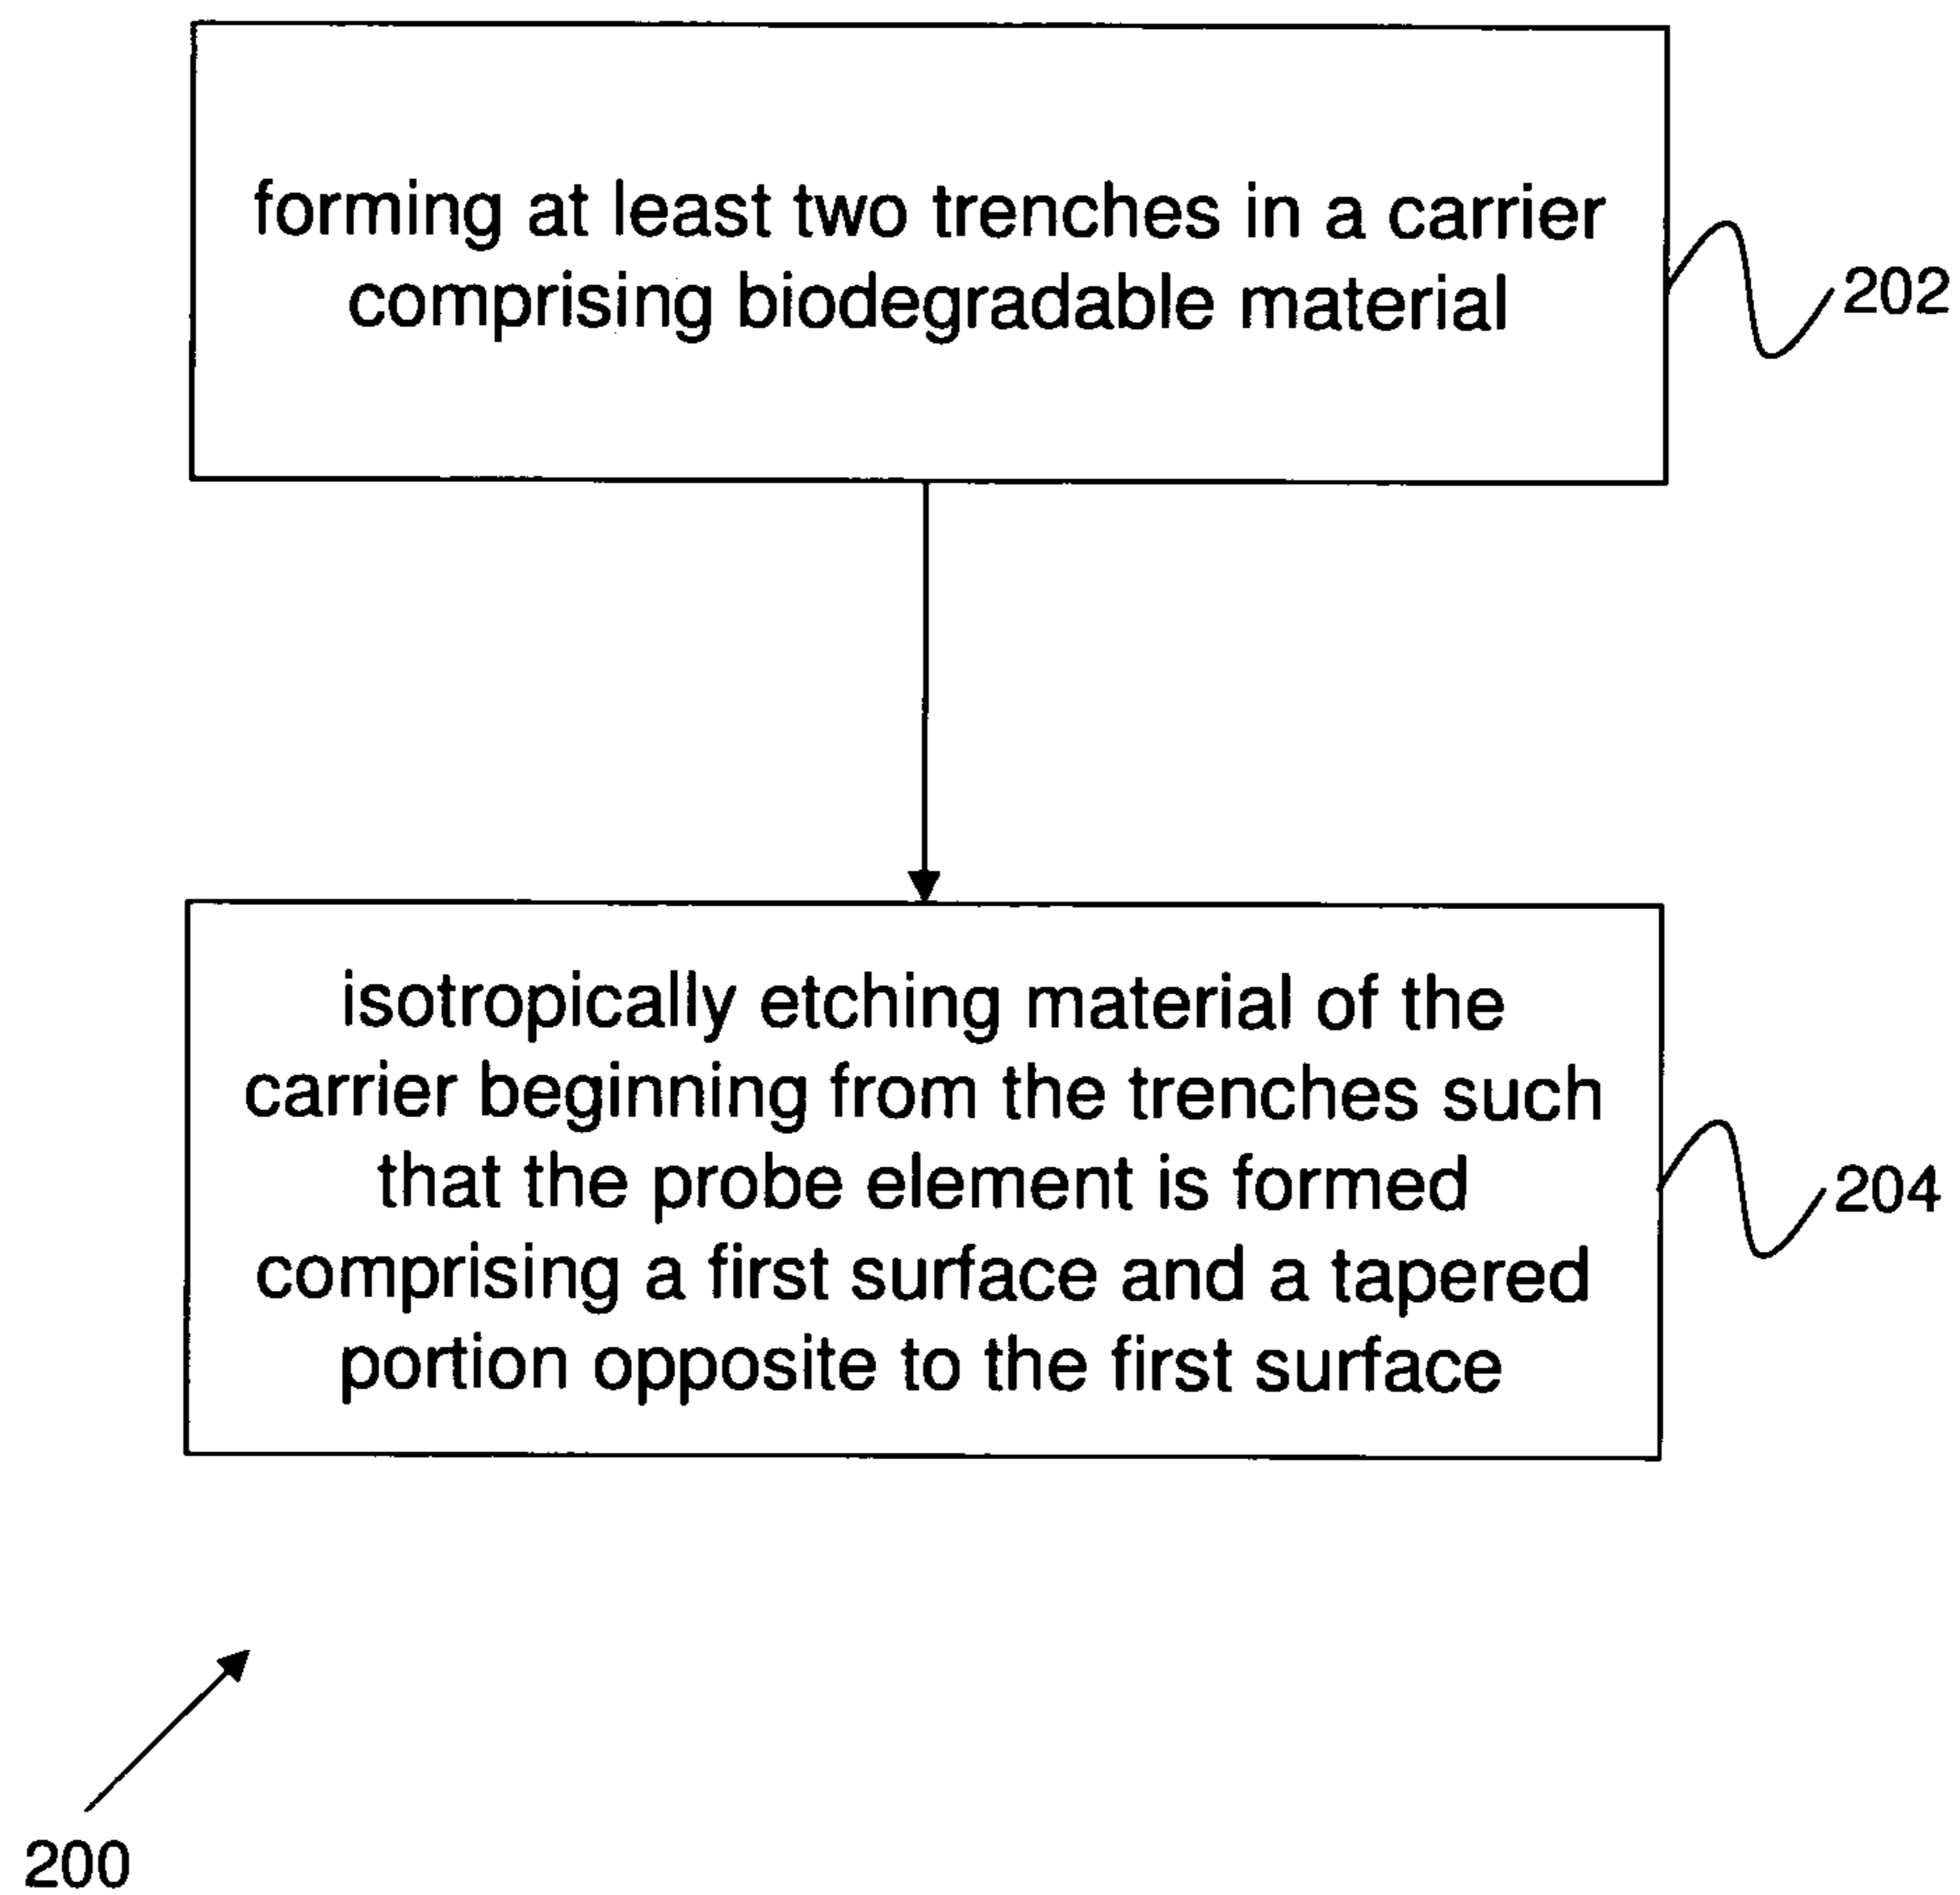 forming at least two trenches in a carrier
comprising biodegradable material
202
isotropically etching material of the
carrier beginning from the trenches such
that the probe element is formed
comprising a first surface and a tapered
portion opposite to the first surface
204
200